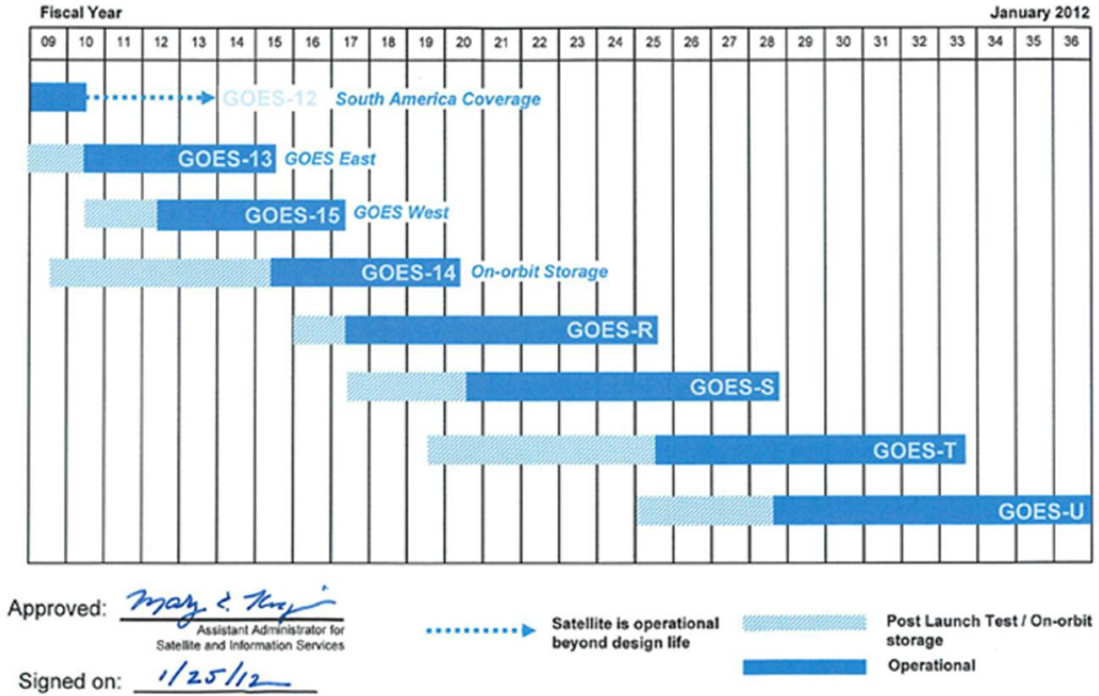 Fiscal Year January 2012
09 10 11 12 13 14 15 16 17 18 19 20 21 22 23 24 25 26 27 28 29 30 31 32 33 34 35 36
GOES-12 South America Coverage
GOES-13 GOES East
GOES-15 GOES West
GOES-14 On-orbit Storage
GOES-R
GOES-S
GOES-T
GOES-U
Approved:
Assistant Administrator for
Satellite and Information Services
Signed on: 1/25/12
Satellite is operational
beyond design life
Post Launch Test / On-orbit
storage
Operational